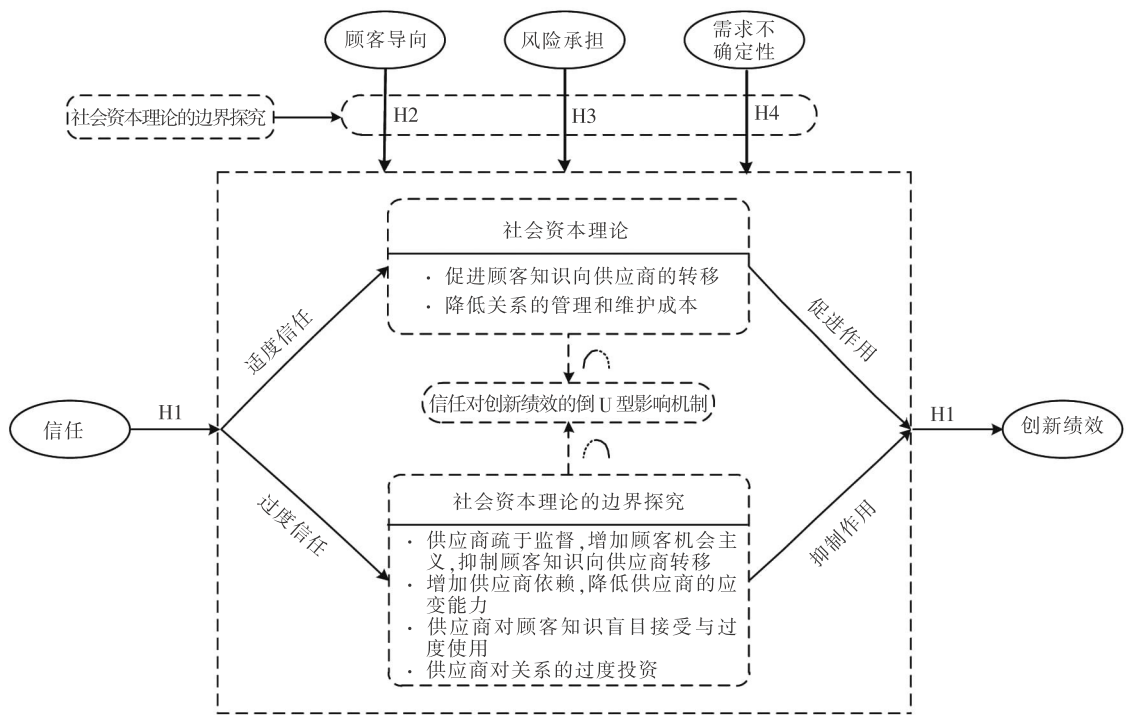 顾客导向
风险承担
需求不
确定性
社会资本理论的边界探究
H2
H3
H4
社会资本理论
· 促进顾客知识向供应商的转移
· 降低关系的管理和维护成本
适度信任
促进作用
信任对创新绩效的倒 U 型影响机制
信任
H1
H1
创新绩效
过度信任
抑制作用
社会资本理论的边界探究
· 供应商疏于监督,增加顾客机会主
义,抑制顾客知识向供应商转移
· 增加供应商依赖,降低供应商的应
变能力
· 供应商对顾客知识盲目接受与过
度使用
· 供应商对关系的过度投资